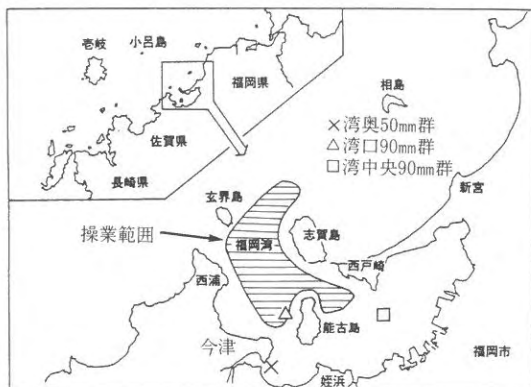 壱岐
小呂島
福岡県
佐賀県
長崎県
相島
×湾奥50mm群
△湾口90mm群
□湾中央90mm群
新宮
玄界島
操業範囲
福岡湾
志賀島
西戸崎
西浦
能古島
今津
姪浜
福岡市